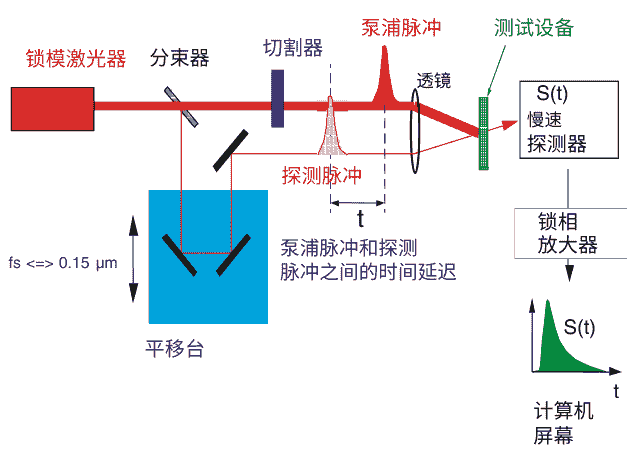 泵浦脉冲
测试设备
锁模激光器
分束器
切割器
透镜
S(t)
慢速
探测器
探测脉冲
t
锁相
放大器
fs <=> 0.15 µm
泵浦脉冲和探测
脉冲之间的时间延迟
平移台
S(t)
t
计算机
屏幕